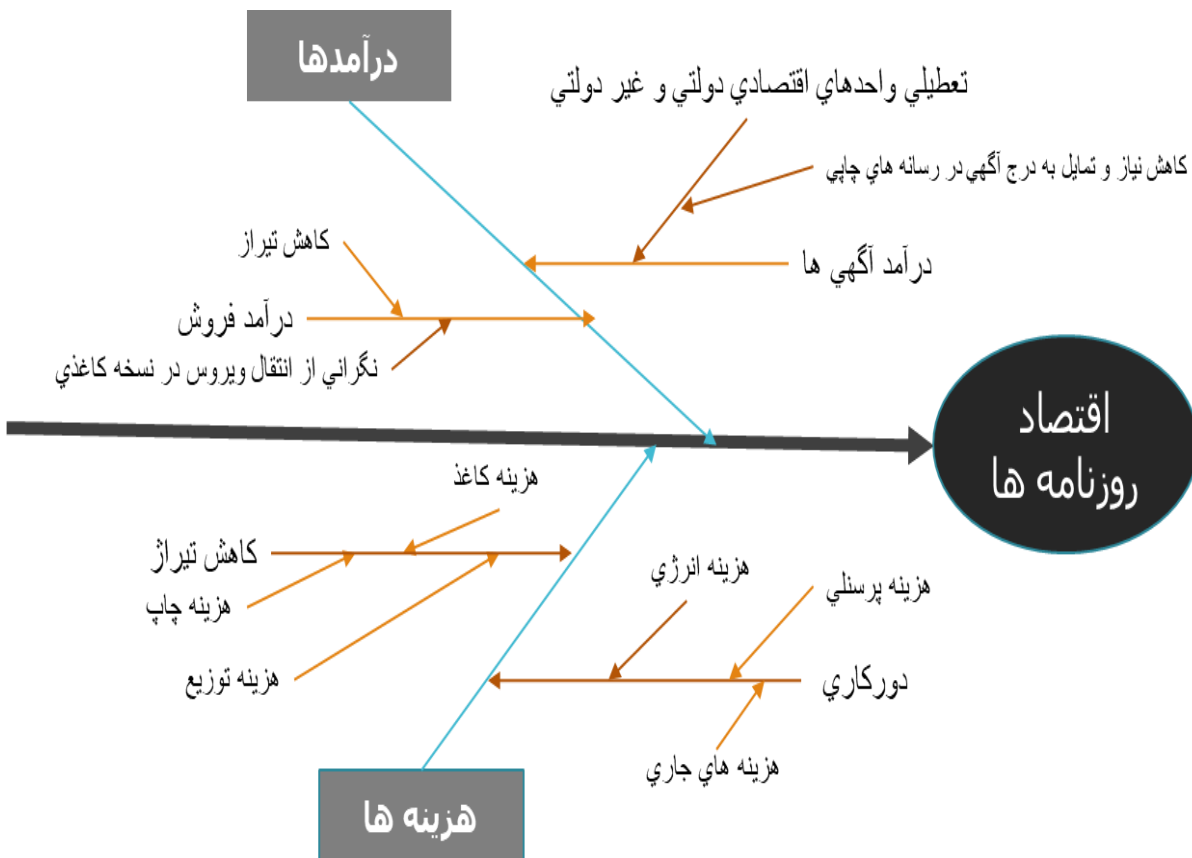 درآمدها
تعطيلي واحدهاي اقتصادي دولتي و غير دولتي
كاهش نياز و تمايل به درج آگهي در رسانه هاي چاپي
درآمد آگهي ها
كاهش تيراز
درآمد فروش
نگراني از انتقال ويروس در نسخه كاغذي
اقتصاد
روزنامه ها
هزينه كاغذ
كاهش تيراژ
هزينه چاپ
هزينه توزيع
هزينه انرژي
هزينه پرسنلي
دوركاري
هزينه هاي جاري
هزينه ها